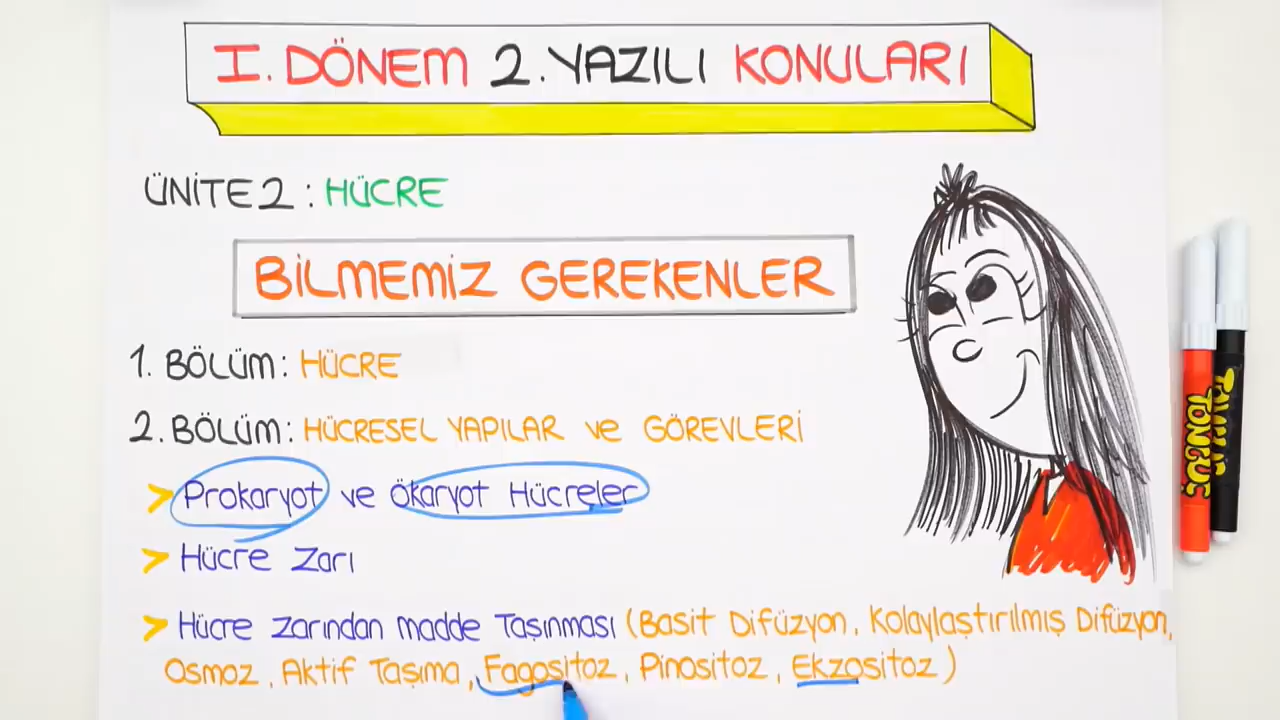 I. DÖNEM 2. YAZILI KONULARI
ÜNİTE 2 : HÜCRE
BİLMEMİZ GEREKENLER
1. BÖLÜM: HÜCRE
2. BÖLÜM: HÜCRESEL YAPILAR ve GÖREVLERİ
> Prokaryot ve Ökaryot Hücreler
> Hücre Zarı
> Hücre Zarından madde Taşınması (Basit Difüzyon, Kolaylaştırılmış Difüzyon,
Osmoz, Aktif Taşıma, Fagositoz, Pinositoz, Ekzositoz)
TONGUÇ